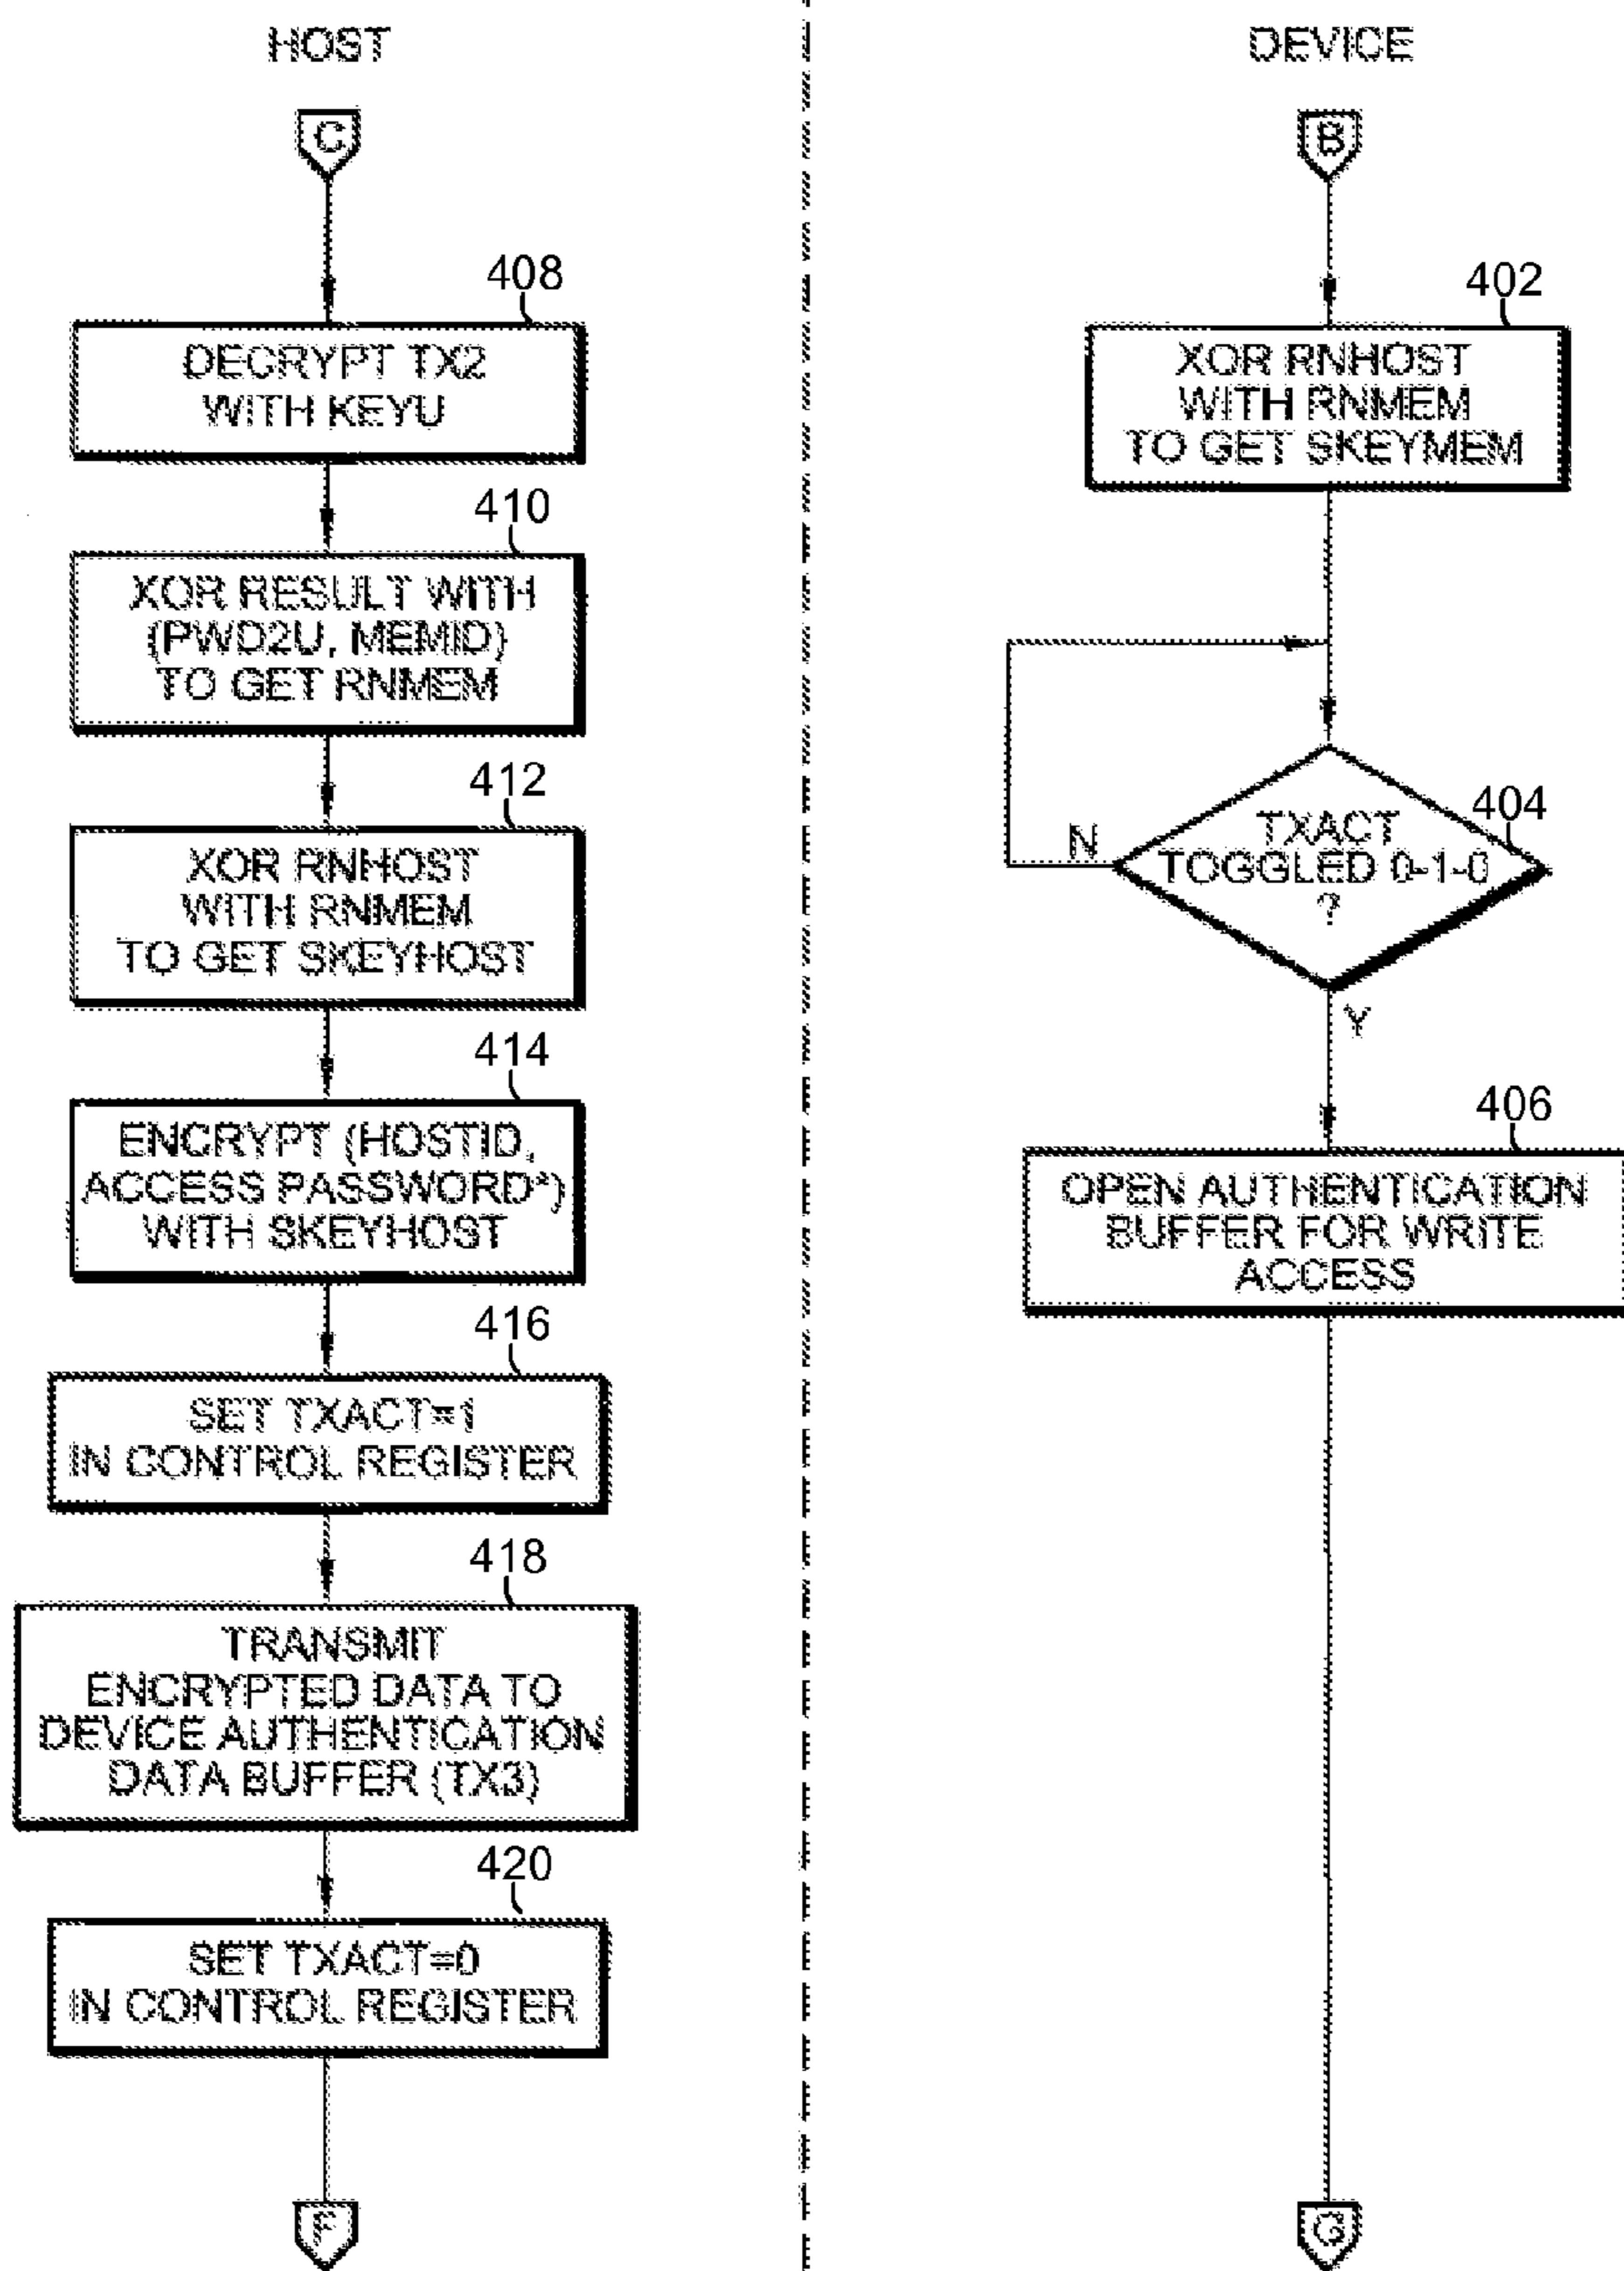 HOST
C
408
DECRYPT TX2
WITH KEYU
410
XOR RESULT WITH
(PWD2U, MEMID)
TO GET RNMEM
412
XOR RNHOST
WITH RNMEM
TO GET SKEYHOST
414
ENCRYPT (HOSTID,
ACCESS PASSWORD*)
WITH SKEYHOST
416
SET TXACT=1
IN CONTROL REGISTER
418
TRANSMIT
ENCRYPTED DATA TO
DEVICE AUTHENTICATION
DATA BUFFER (TX3)
420
SET TXACT=0
IN CONTROL REGISTER
F
DEVICE
B
402
XOR RNHOST
WITH RNMEM
TO GET SKEYMEM
404
TXACT
TOGGLED 0-1-0
?
N
Y
406
OPEN AUTHENTICATION
BUFFER FOR WRITE
ACCESS
G